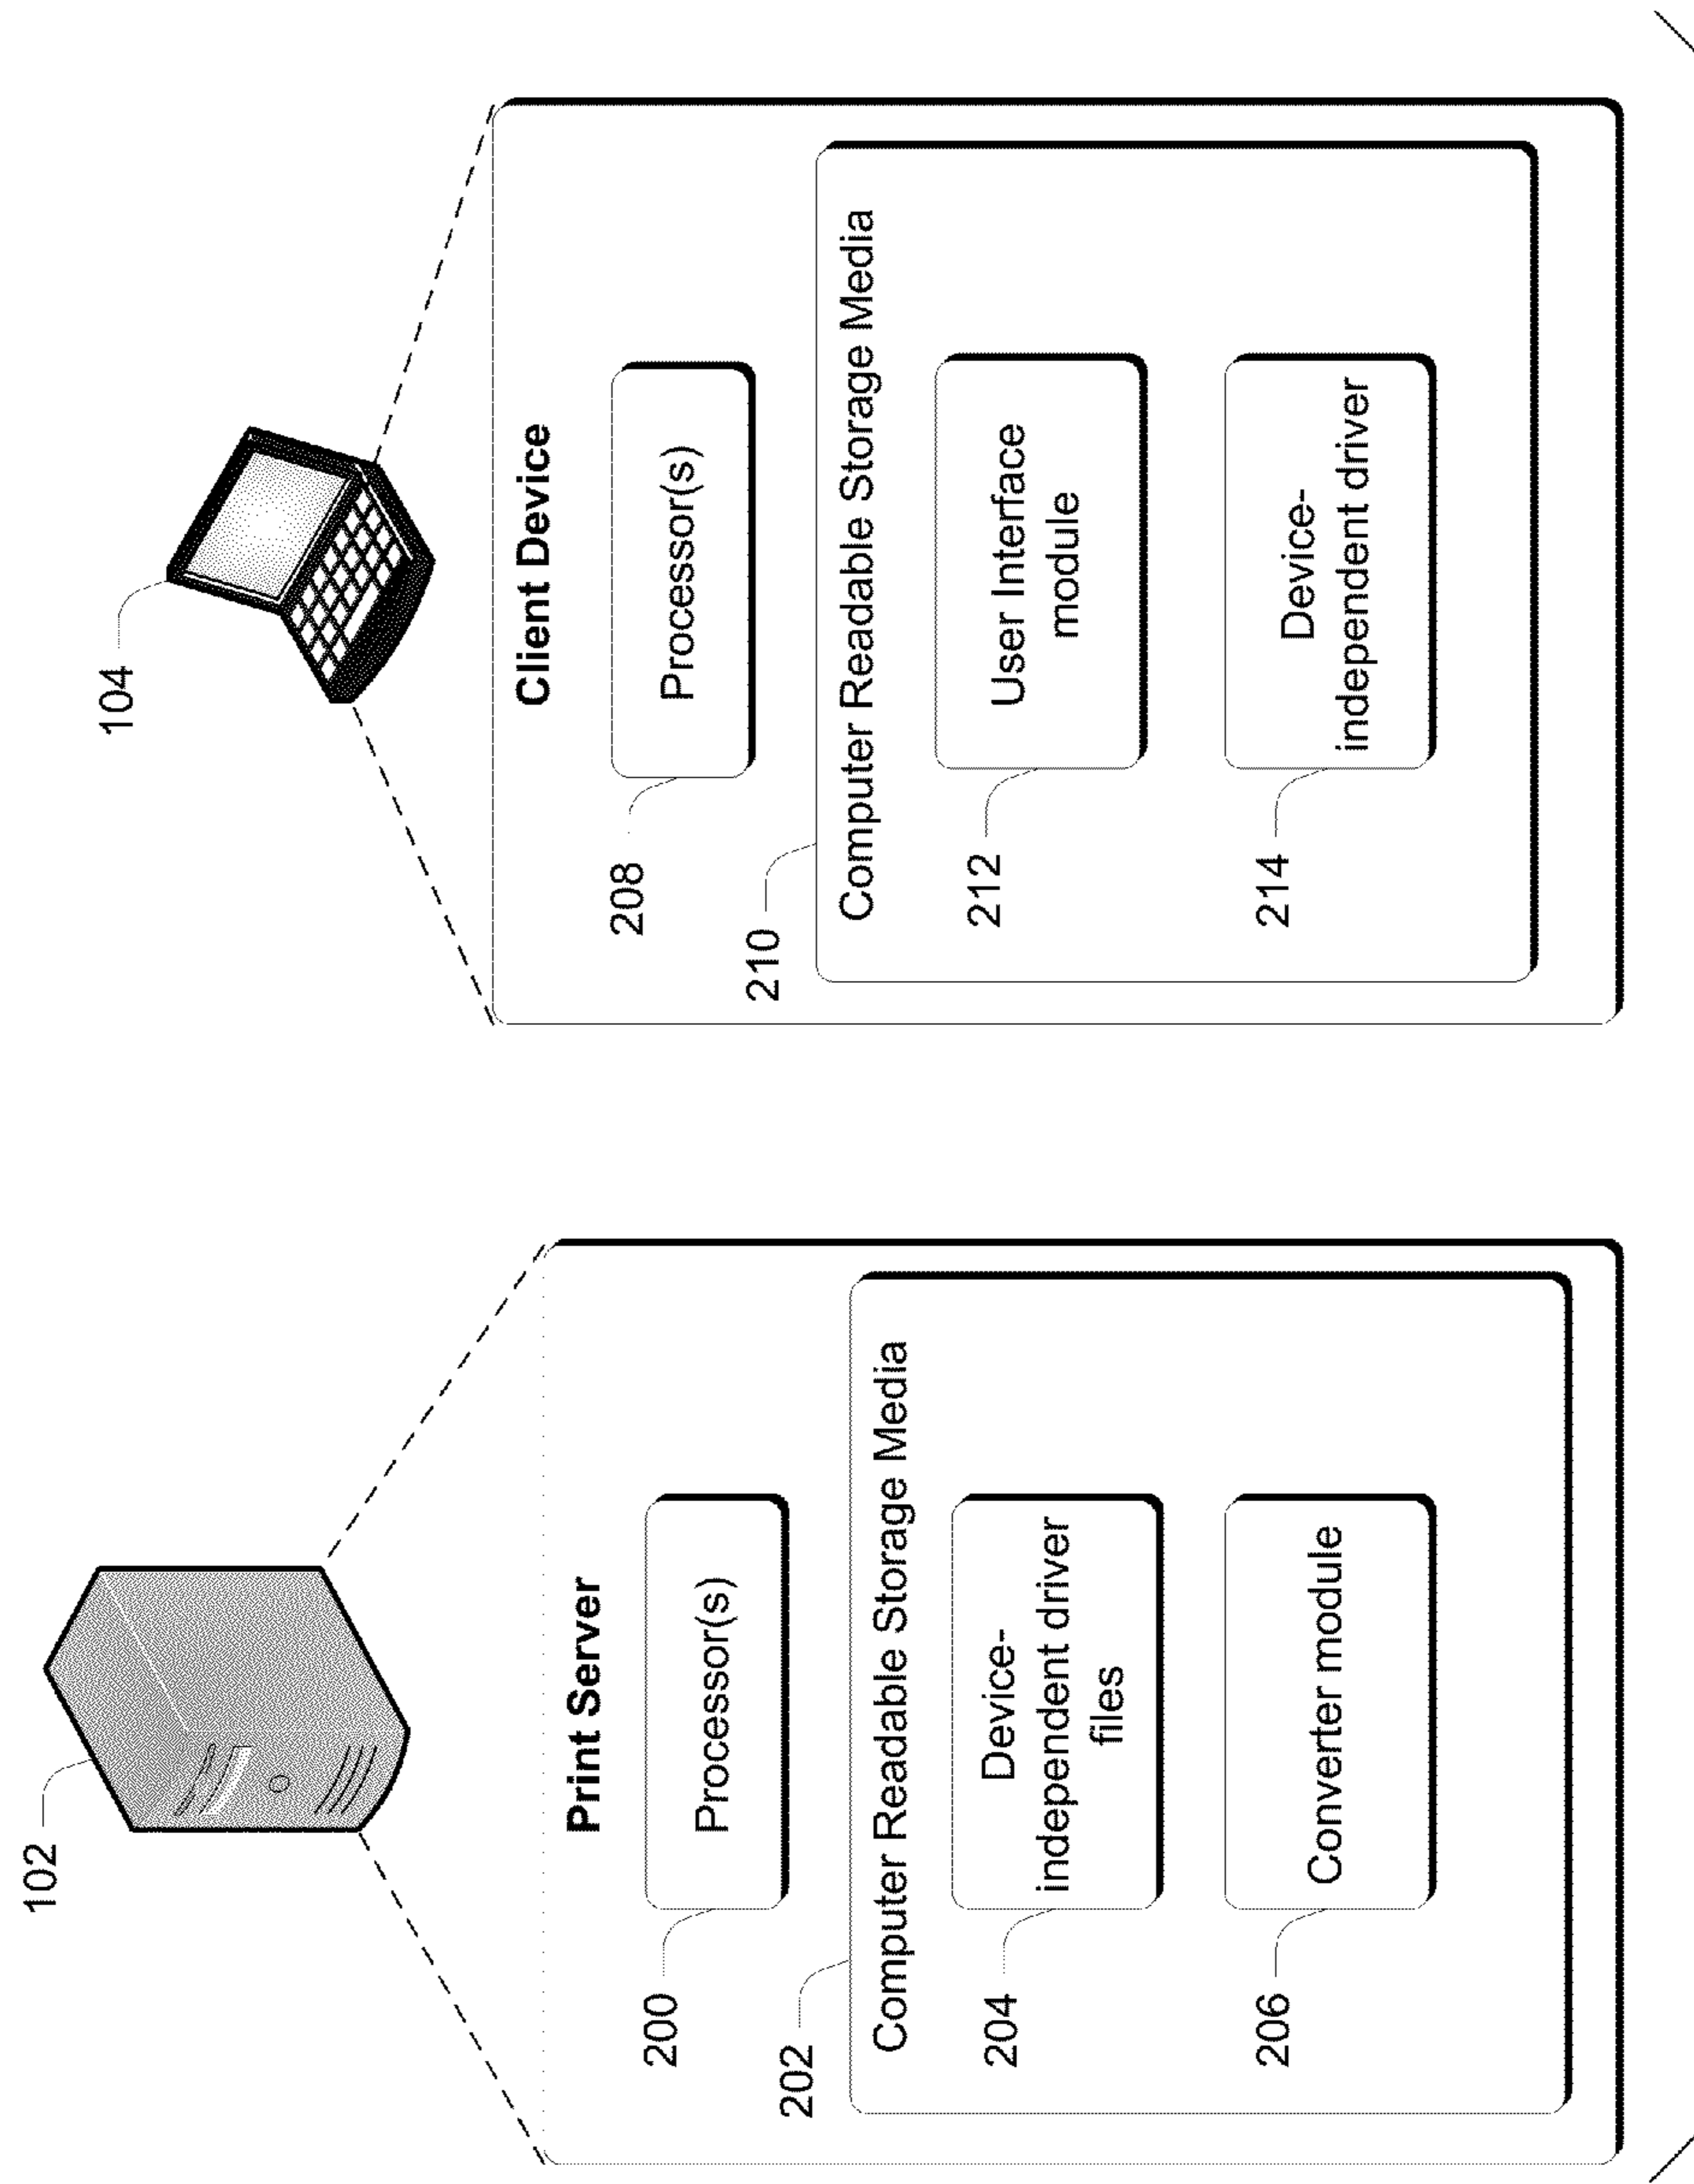 102
Print Server
200
Processor(s)
202
Computer Readable Storage Media
204
Device-
independent driver
files
206
Converter module
104
Client Device
208
Processor(s)
210
Computer Readable Storage Media
212
User Interface
module
214
Device-
independent driver